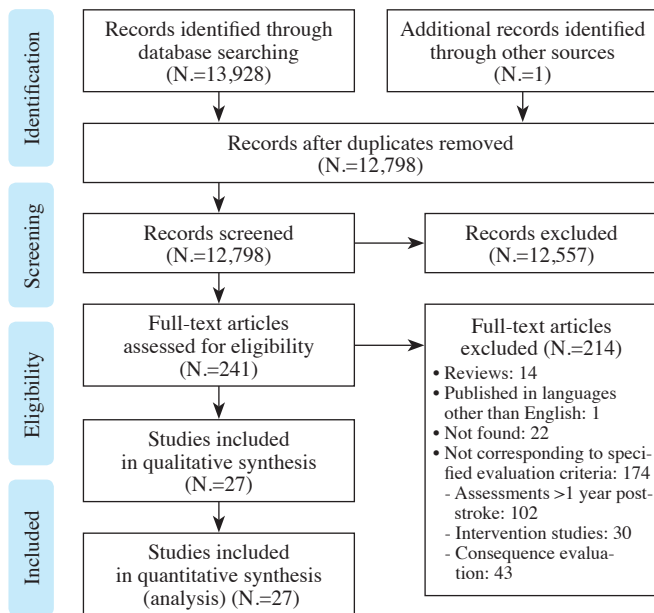 Identification
Records identified through
database searching
(N.=13,928)
Additional records identified
through other sources
(N.=1)
Records after duplicates removed
(N.=12,798)
Screening
Records screened
(N.=12,798)
Records excluded
(N.=12,557)
Eligibility
Full-text articles
assessed for eligibility
(N.=241)
Full-text articles
excluded (N.=214)
• Reviews: 14
• Published in languages
other than English: 1
• Not found: 22
• Not corresponding to speci-
fied evaluation criteria: 174
- Assessments >1 year post-
stroke: 102
- Intervention studies: 30
- Consequence evalua-
tion: 43
Studies included
in qualitative synthesis
(N.=27)
Included
Studies included
in quantitative synthesis
(analysis) (N.=27)